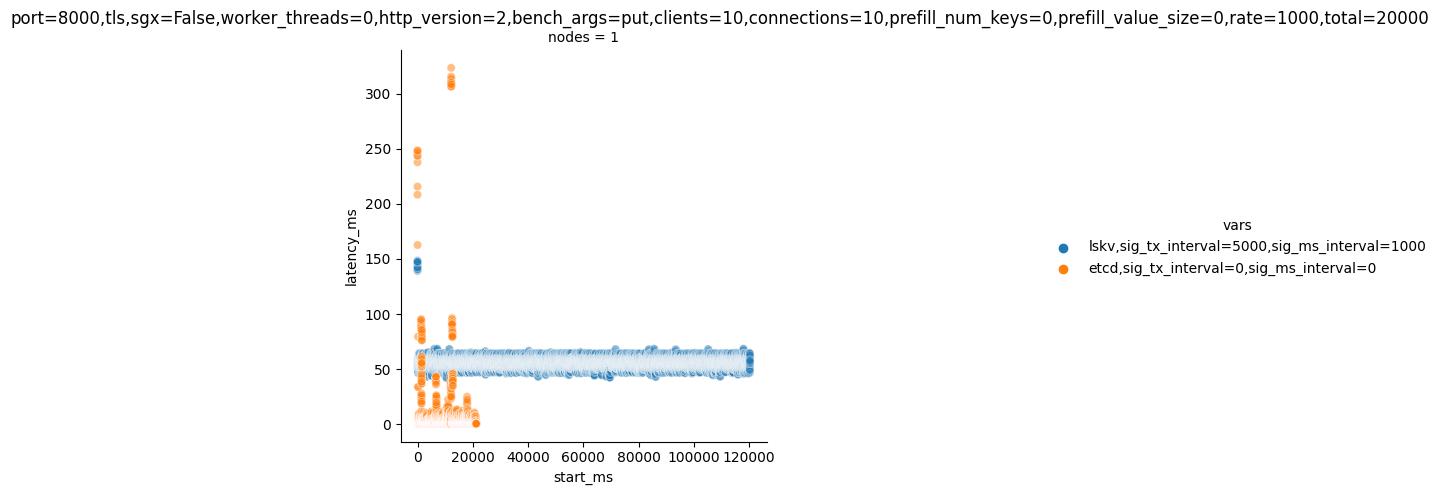 port=8000,tls,sgx=False,worker_threads=0,http_version=2,bench_args=put,clients=10,connections=10,prefill_num_keys=0,prefill_value_size=0,rate=1000,total=20000
nodes = 1
300
250
200
150
100
50
0
latency_ms
0 20000 40000 60000 80000 100000 120000
start_ms
vars
lskv,sig_tx_interval=5000,sig_ms_interval=1000
etcd,sig_tx_interval=0,sig_ms_interval=0